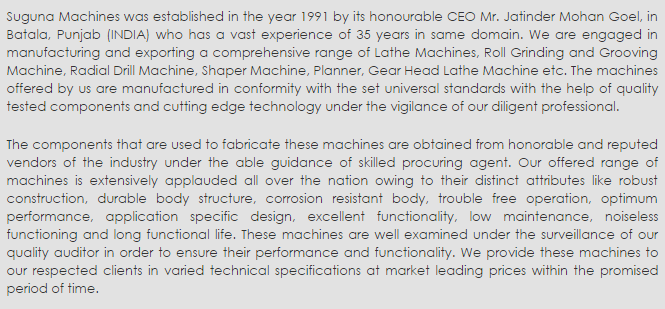 Suguna Machines was established in the year 1991 by its honourable CEO Mr. Jatinder Mohan Goel, in
Batala, Punjab (INDIA) who has a vast experience of 35 years in same domain. We are engaged in
manufacturing and exporting a comprehensive range of Lathe Machines, Roll Grinding and Grooving
Machine, Radial Drill Machine, Shaper Machine, Planner, Gear Head Lathe Machine etc. The machines
offered by us are manufactured in conformity with the set universal standards with the help of quality
tested components and cutting edge technology under the vigilance of our diligent professional.
The components that are used to fabricate these machines are obtained from honorable and reputed
vendors of the industry under the able guidance of skilled procuring agent. Our offered range of
machines is extensively applauded all over the nation owing to their distinct attributes like robust
construction, durable body structure, corrosion resistant body, trouble free operation, optimum
performance, application specific design, excellent functionality, low maintenance, noiseless
functioning and long functional life. These machines are well examined under the surveillance of our
quality auditor in order to ensure their performance and functionality. We provide these machines to
our respected clients in varied technical specifications at market leading prices within the promised
period of time.